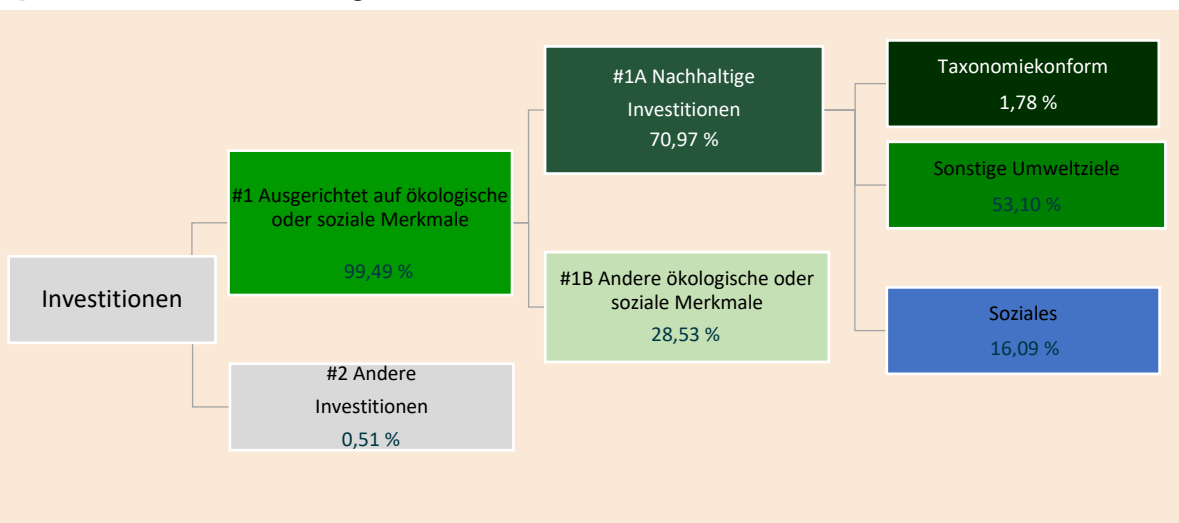 Investitionen
#1 Ausgerichtet auf ökologische
oder soziale Merkmale
99,49 %
#2 Andere
Investitionen
0,51 %
#1A Nachhaltige
Investitionen
70,97 %
#1B Andere ökologische oder
soziale Merkmale
28,53 %
Taxonomiekonform
1,78 %
Sonstige Umweltziele
53,10 %
Soziales
16,09 %